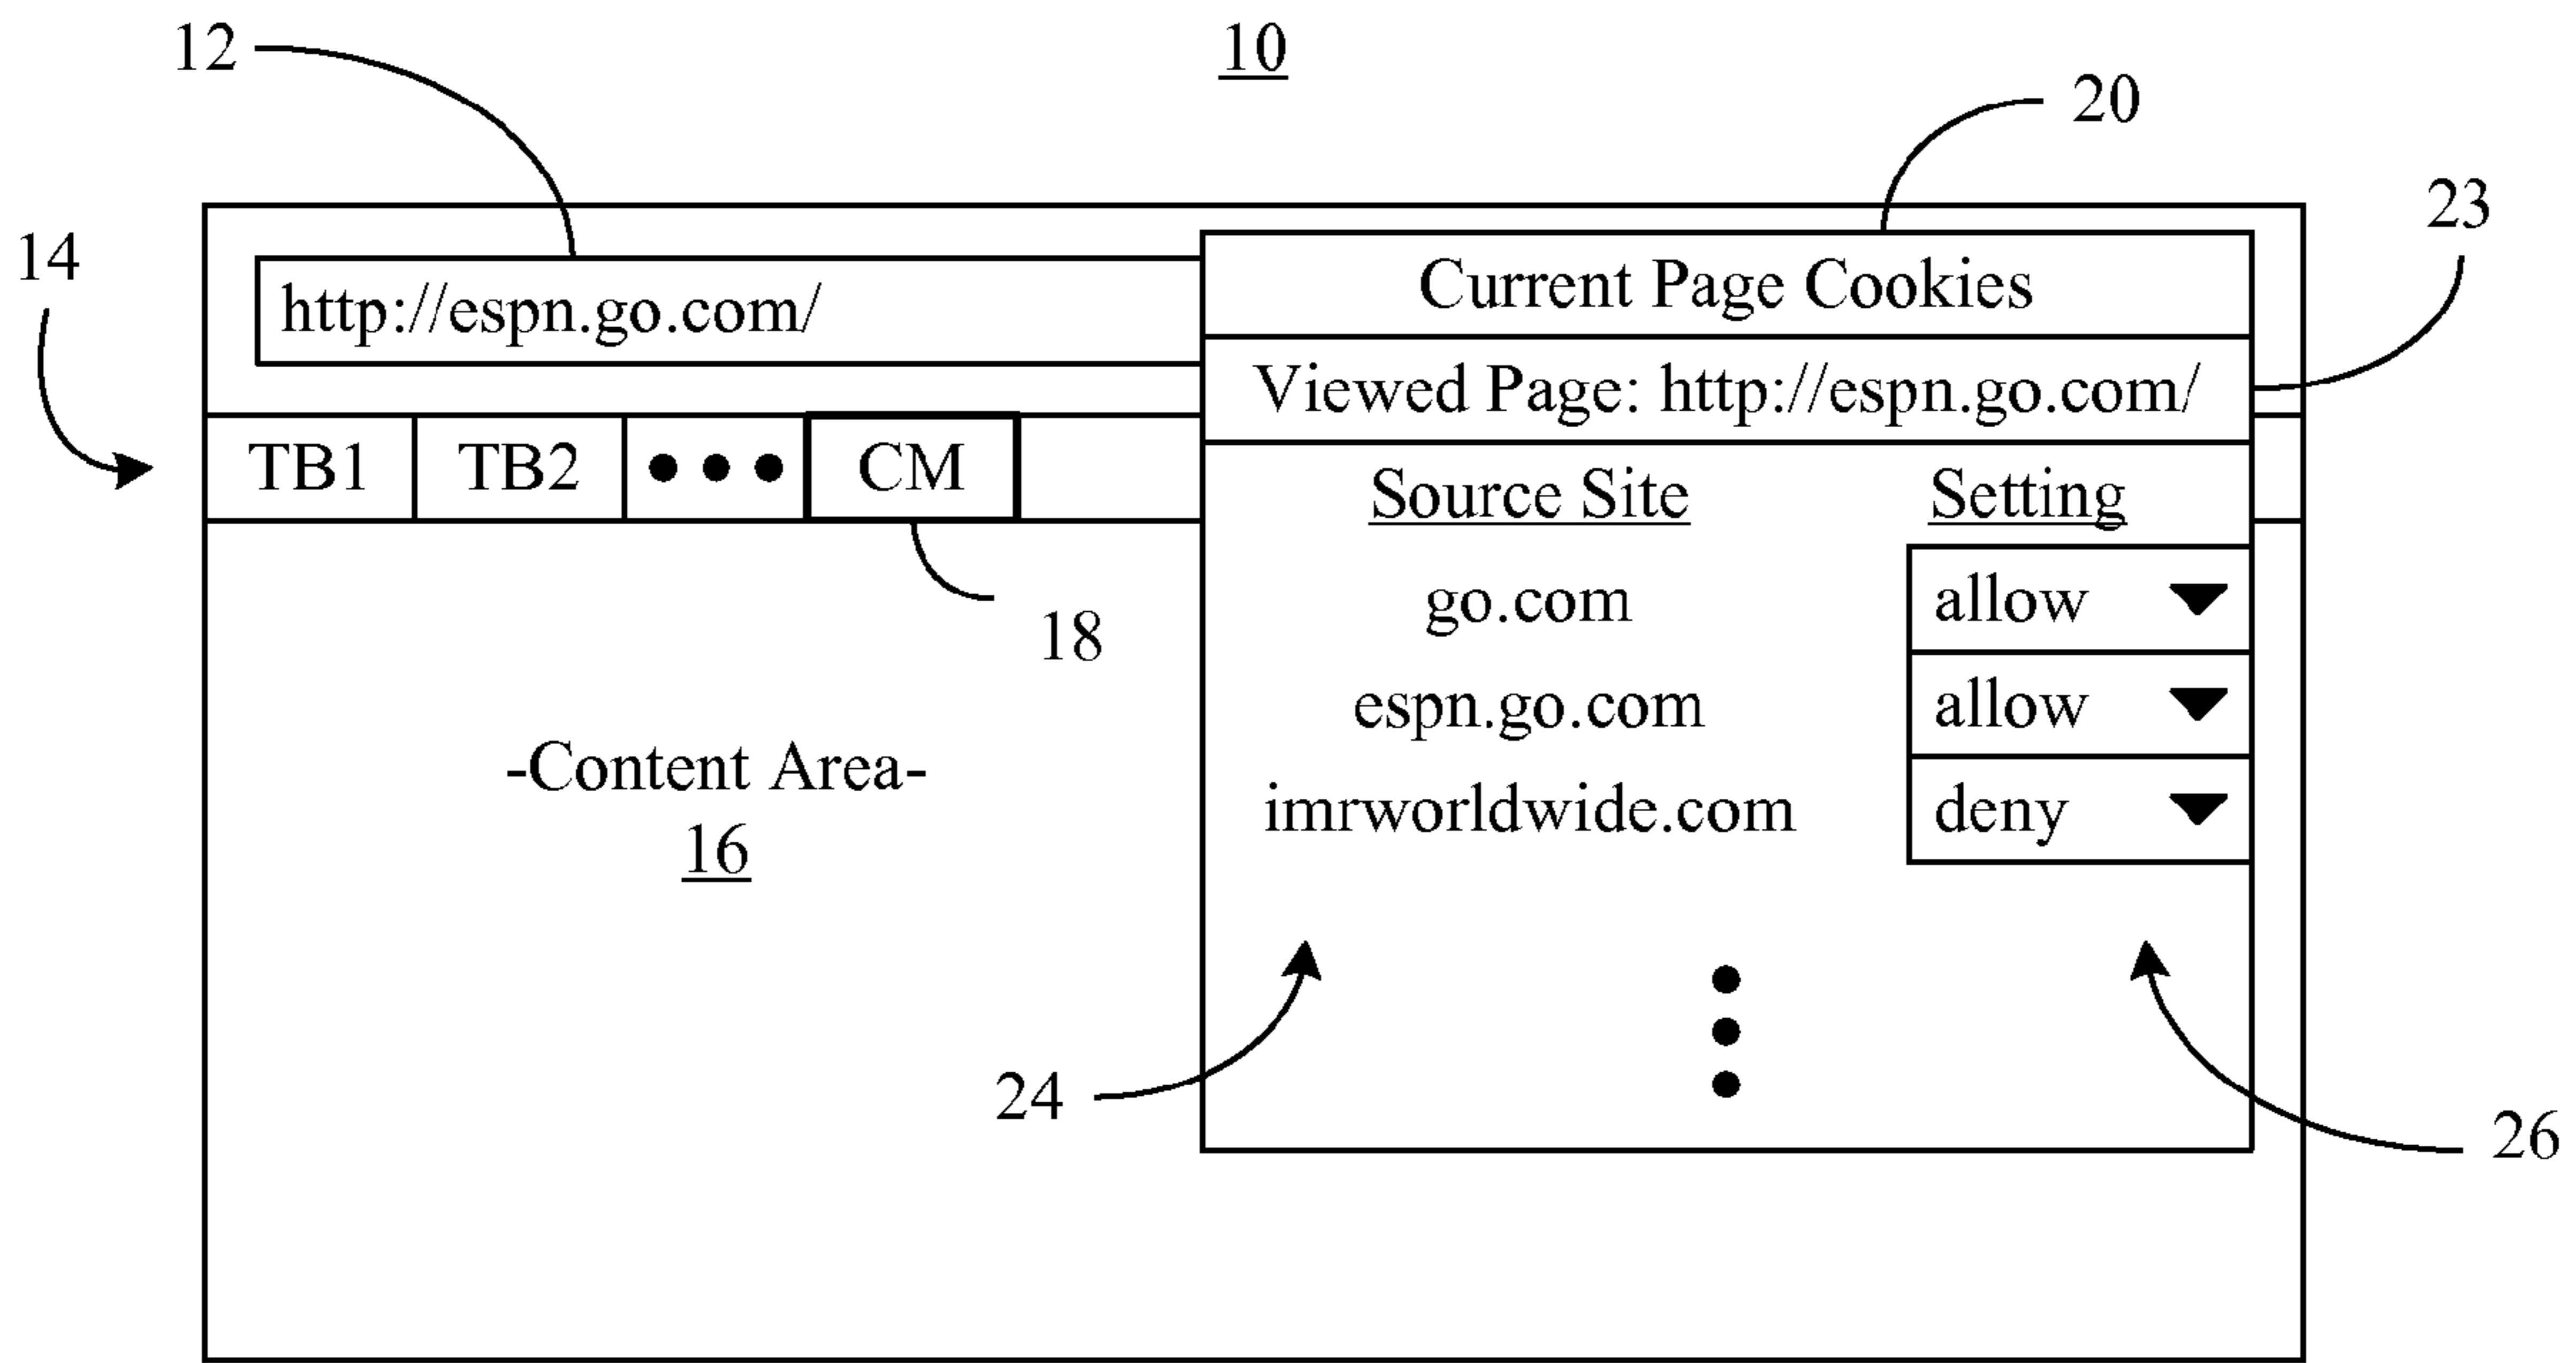 10
12
20
23
14
http://espn.go.com/
Current Page Cookies
Viewed Page: http://espn.go.com/
TB1 TB2 ••• CM
Source Site Setting
go.com allow
18
espn.go.com allow
-Content Area-
imrworldwide.com deny
16
24
26